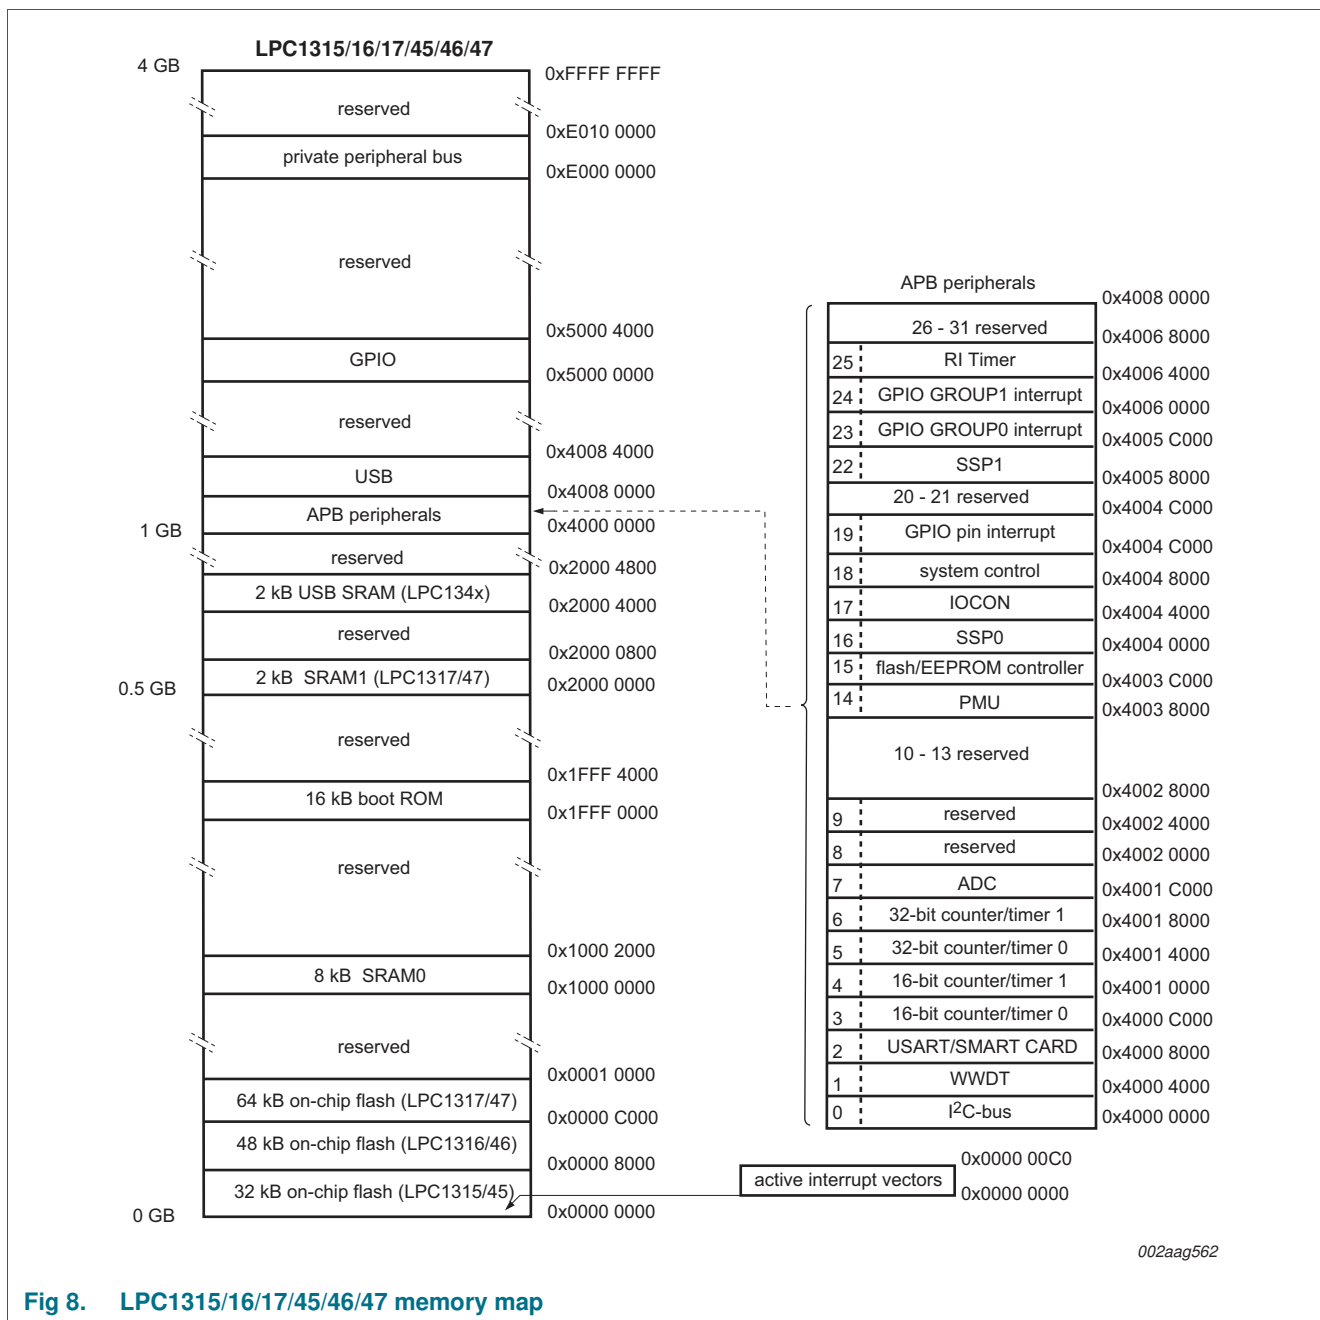 LPC1315/16/17/45/46/47
4 GB
0xFFFF FFFF
reserved
0xE010 0000
private peripheral bus
0xE000 0000
reserved
0x5000 4000
GPIO
0x5000 0000
reserved
0x4008 4000
USB
0x4008 0000
APB peripherals
1 GB
0x4000 0000
reserved
0x2000 4800
2 kB USB SRAM (LPC134x)
0x2000 4000
reserved
0x2000 0800
2 kB SRAM1 (LPC1317/47)
0.5 GB
0x2000 0000
reserved
0x1FFF 4000
16 kB boot ROM
0x1FFF 0000
reserved
0x1000 2000
8 kB SRAM0
0x1000 0000
reserved
0x0001 0000
64 kB on-chip flash (LPC1317/47)
0x0000 C000
48 kB on-chip flash (LPC1316/46)
0x0000 8000
32 kB on-chip flash (LPC1315/45)
0 GB
0x0000 0000
APB peripherals
0x4008 0000
26 - 31 reserved
0x4006 8000
25 RI Timer
0x4006 4000
24 GPIO GROUP1 interrupt
0x4006 0000
23 GPIO GROUP0 interrupt
0x4005 C000
22 SSP1
0x4005 8000
20 - 21 reserved
0x4004 C000
19 GPIO pin interrupt
0x4004 C000
18 system control
0x4004 8000
17 IOCON
0x4004 4000
16 SSP0
0x4004 0000
15 flash/EEPROM controller
0x4003 C000
14 PMU
0x4003 8000
10 - 13 reserved
0x4002 8000
9 reserved
0x4002 4000
8 reserved
0x4002 0000
7 ADC
0x4001 C000
6 32-bit counter/timer 1
0x4001 8000
5 32-bit counter/timer 0
0x4001 4000
4 16-bit counter/timer 1
0x4001 0000
3 16-bit counter/timer 0
0x4000 C000
2 USART/SMART CARD
0x4000 8000
1 WWDT
0x4000 4000
0 I2C-bus
0x4000 0000
0x0000 00C0
active interrupt vectors
0x0000 0000
002aag562
Fig 8. LPC1315/16/17/45/46/47 memory map